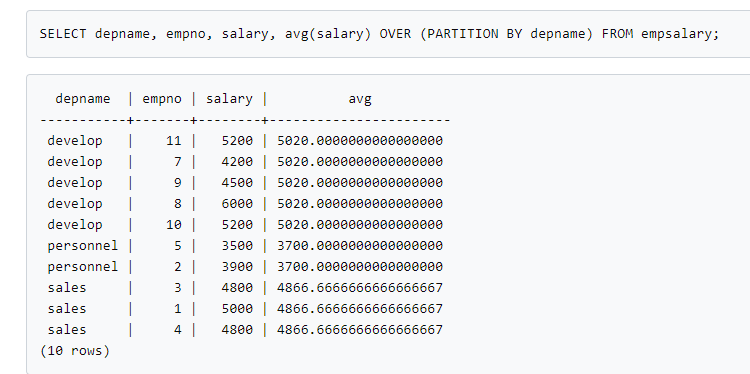 SELECT depname, empno, salary, avg(salary) OVER (PARTITION BY depname) FROM empsalary;
  depname  | empno | salary |          avg
-----------+-------+--------+-----------------------
 develop   |    11 |   5200 | 5020.0000000000000000
 develop   |     7 |   4200 | 5020.0000000000000000
 develop   |     9 |   4500 | 5020.0000000000000000
 develop   |     8 |   6000 | 5020.0000000000000000
 develop   |    10 |   5200 | 5020.0000000000000000
 personnel |     5 |   3500 | 3700.0000000000000000
 personnel |     2 |   3900 | 3700.0000000000000000
 sales     |     3 |   4800 | 4866.6666666666666667
 sales     |     1 |   5000 | 4866.6666666666666667
 sales     |     4 |   4800 | 4866.6666666666666667
(10 rows)